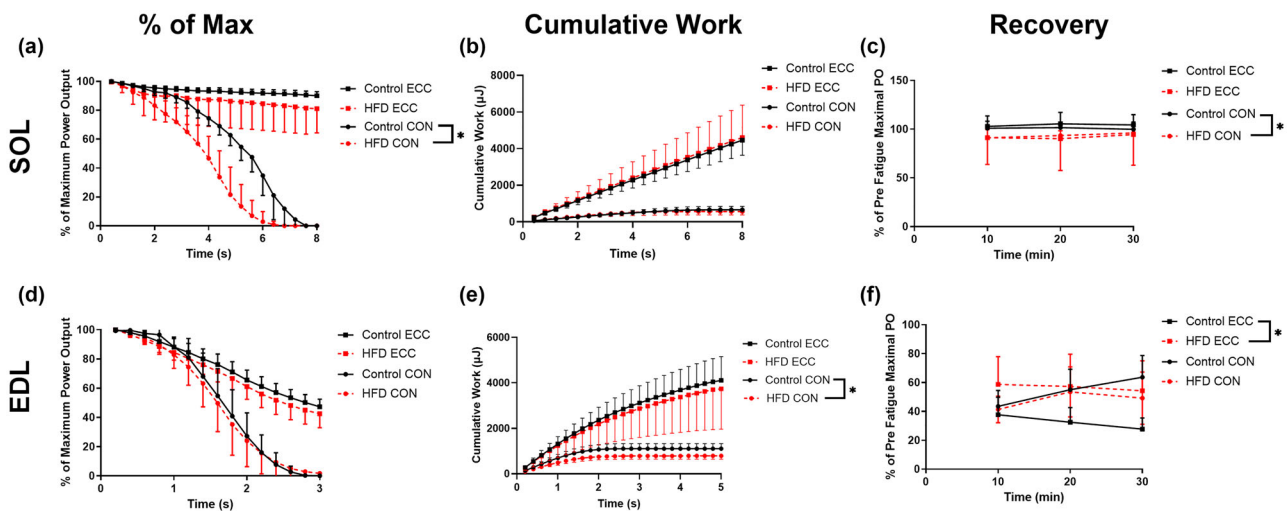 % of Max
Cumulative Work
Recovery
SOL
(a)
% of Maximum Power Output
100
80
60
40
20
0
0 2 4 6 8
Time (s)
Control ECC
HFD ECC
Control CON
HFD CON
*
(b)
Cumulative Work (µJ)
8000
6000
4000
2000
0
0 2 4 6 8
Time (s)
Control ECC
HFD ECC
Control CON
HFD CON
(c)
% of Pre Fatigue Maximal PO
150
100
50
0
10 20 30
Time (min)
Control ECC
HFD ECC
Control CON
HFD CON
*
EDL
(d)
% of Maximum Power Output
100
80
60
40
20
0
0 1 2 3
Time (s)
Control ECC
HFD ECC
Control CON
HFD CON
(e)
Cumulative Work (µJ)
6000
4000
2000
0
0 1 2 3 4 5
Time (s)
Control ECC
HFD ECC
Control CON
HFD CON
*
(f)
% of Pre Fatigue Maximal PO
100
80
60
40
20
0
10 20 30
Time (min)
Control ECC
HFD ECC
Control CON
HFD CON
*